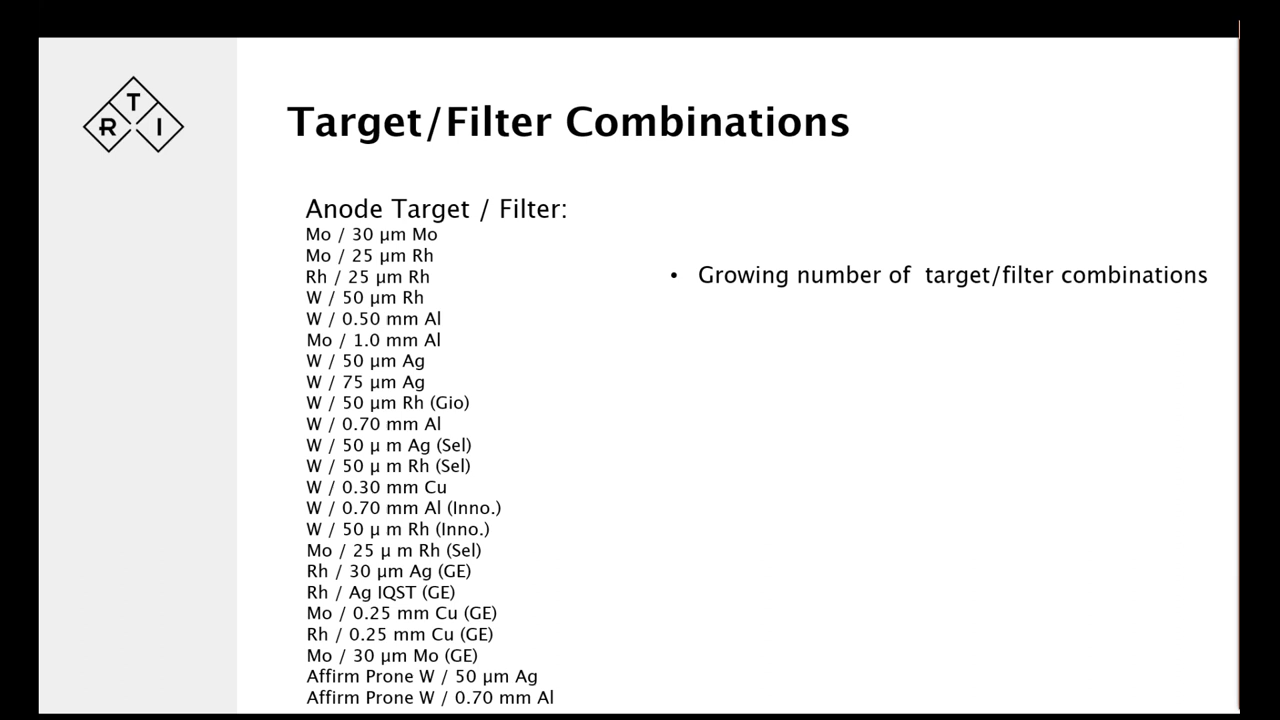 T
R I
Target/Filter Combinations
Anode Target / Filter:
Mo / 30 µm Mo
Mo / 25 µm Rh
Rh / 25 µm Rh
W / 50 µm Rh
W / 0.50 mm Al
Mo / 1.0 mm Al
W / 50 µm Ag
W / 75 µm Ag
W / 50 µm Rh (Gio)
W / 0.70 mm Al
W / 50 µ m Ag (Sel)
W / 50 µ m Rh (Sel)
W / 0.30 mm Cu
W / 0.70 mm Al (Inno.)
W / 50 µ m Rh (Inno.)
Mo / 25 µ m Rh (Sel)
Rh / 30 µm Ag (GE)
Rh / Ag IQST (GE)
Mo / 0.25 mm Cu (GE)
Rh / 0.25 mm Cu (GE)
Mo / 30 µm Mo (GE)
Affirm Prone W / 50 µm Ag
Affirm Prone W / 0.70 mm Al
• Growing number of target/filter combinations